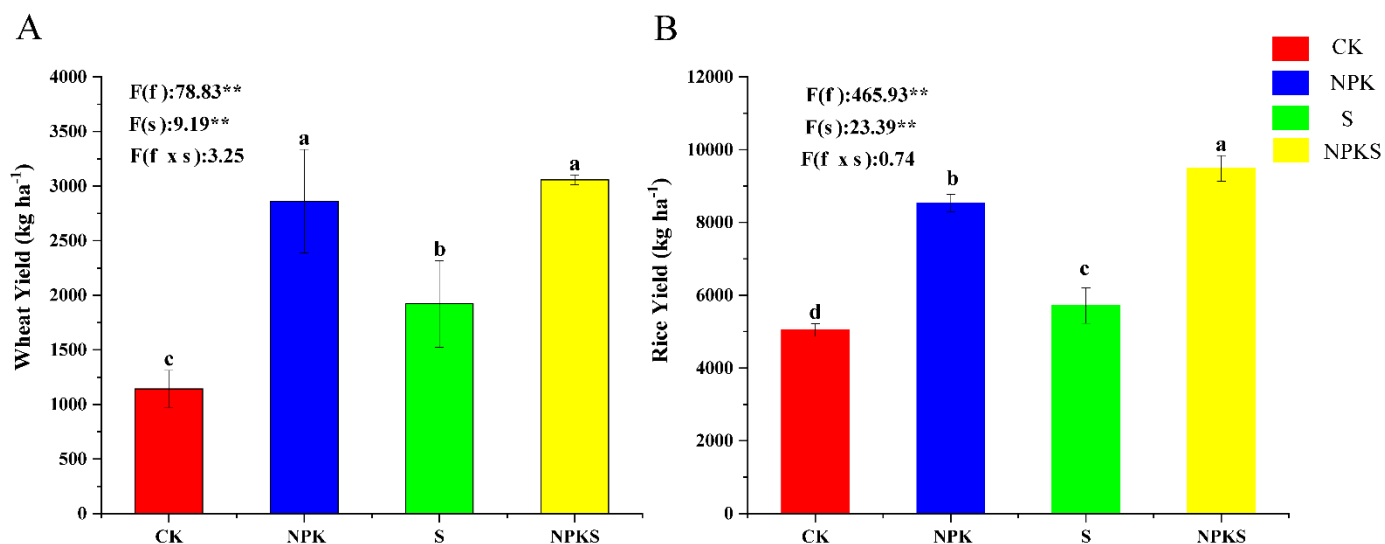 A
Wheat Yield (kg ha⁻¹)
4000
3500
3000
2500
2000
1500
1000
500
0
F(f):78.83**
F(s):9.19**
F(f x s):3.25
c
a
b
a
CK NPK S NPKS
B
Rice Yield (kg ha⁻¹)
12000
10000
8000
6000
4000
2000
0
F(f):465.93**
F(s):23.39**
F(f x s):0.74
d
b
c
a
CK NPK S NPKS
CK
NPK
S
NPKS